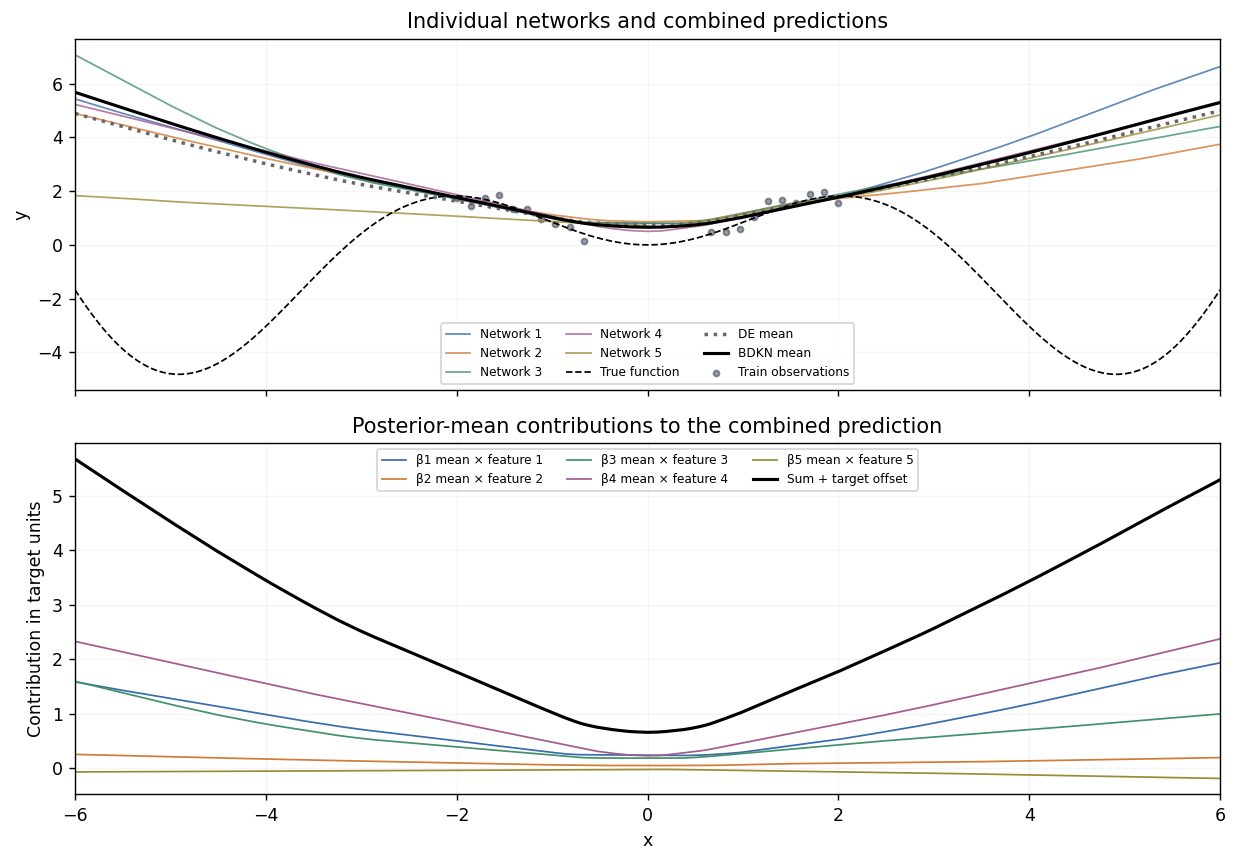 Individual networks and combined predictions
6
4
2
0
−2
−4
y
Network 1
Network 2
Network 3
Network 4
Network 5
True function
DE mean
BDKN mean
Train observations
Posterior-mean contributions to the combined prediction
β1 mean × feature 1
β2 mean × feature 2
β3 mean × feature 3
β4 mean × feature 4
β5 mean × feature 5
Sum + target offset
5
4
3
2
1
0
Contribution in target units
−6 −4 −2 0 2 4 6
x